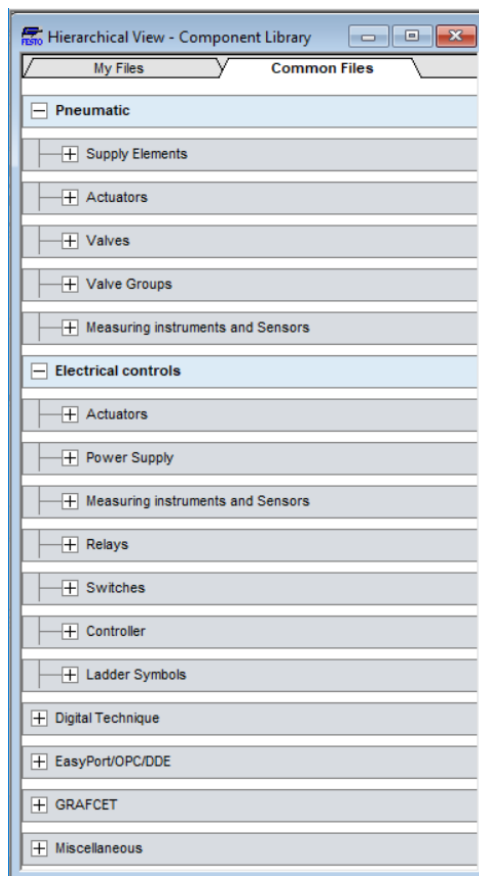 FESTO Hierarchical View - Component Library
My Files Common Files
Pneumatic
Supply Elements
Actuators
Valves
Valve Groups
Measuring instruments and Sensors
Electrical controls
Actuators
Power Supply
Measuring instruments and Sensors
Relays
Switches
Controller
Ladder Symbols
Digital Technique
EasyPort/OPC/DDE
GRAFCET
Miscellaneous